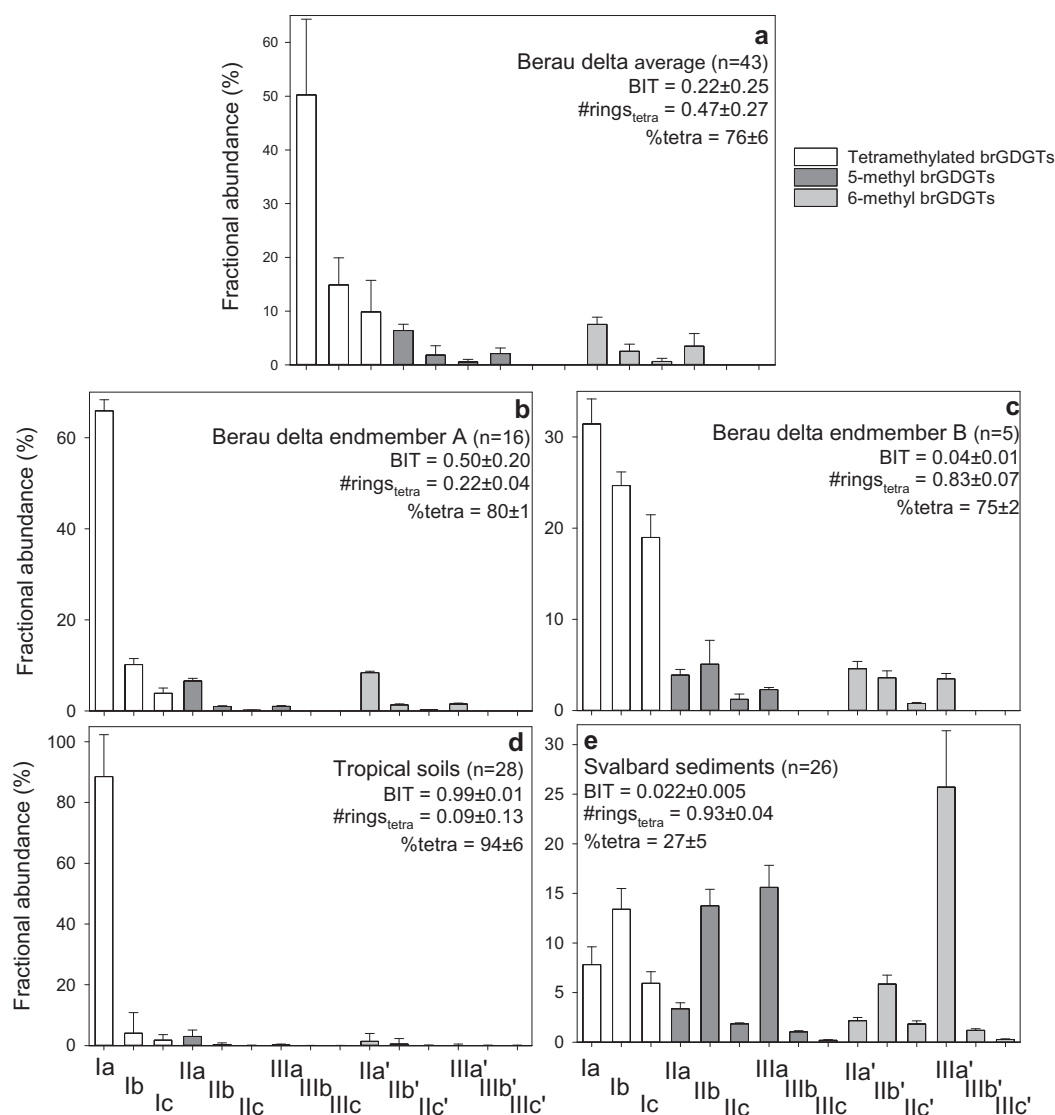 a
Berau delta average (n=43)
BIT = 0.22±0.25
#rings_tetra = 0.47±0.27
%tetra = 76±6
Fractional abundance (%)
60
50
40
30
20
10
0
Tetramethylated brGDGTs
5-methyl brGDGTs
6-methyl brGDGTs
b
Berau delta endmember A (n=16)
BIT = 0.50±0.20
#rings_tetra = 0.22±0.04
%tetra = 80±1
Fractional abundance (%)
60
40
20
0
c
Berau delta endmember B (n=5)
BIT = 0.04±0.01
#rings_tetra = 0.83±0.07
%tetra = 75±2
30
20
10
0
d
Tropical soils (n=28)
BIT = 0.99±0.01
#rings_tetra = 0.09±0.13
%tetra = 94±6
Fractional abundance (%)
100
80
60
40
20
0
Ia Ib Ic IIa IIb IIc IIIa IIIb IIIc IIa' IIb' IIc' IIIa' IIIb' IIIc'
e
Svalbard sediments (n=26)
BIT = 0.022±0.005
#rings_tetra = 0.93±0.04
%tetra = 27±5
30
25
20
15
10
5
0
Ia Ib Ic IIa IIb IIc IIIa IIIb IIIc IIa' IIb' IIc' IIIa' IIIb' IIIc'